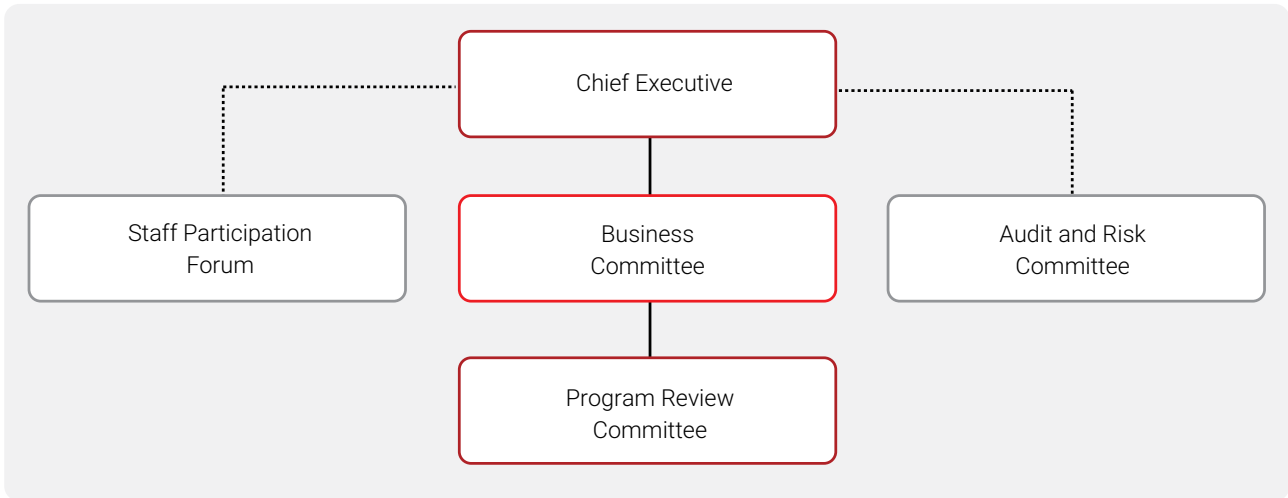 Chief Executive
Staff Participation
Forum
Business
Committee
Audit and Risk
Committee
Program Review
Committee